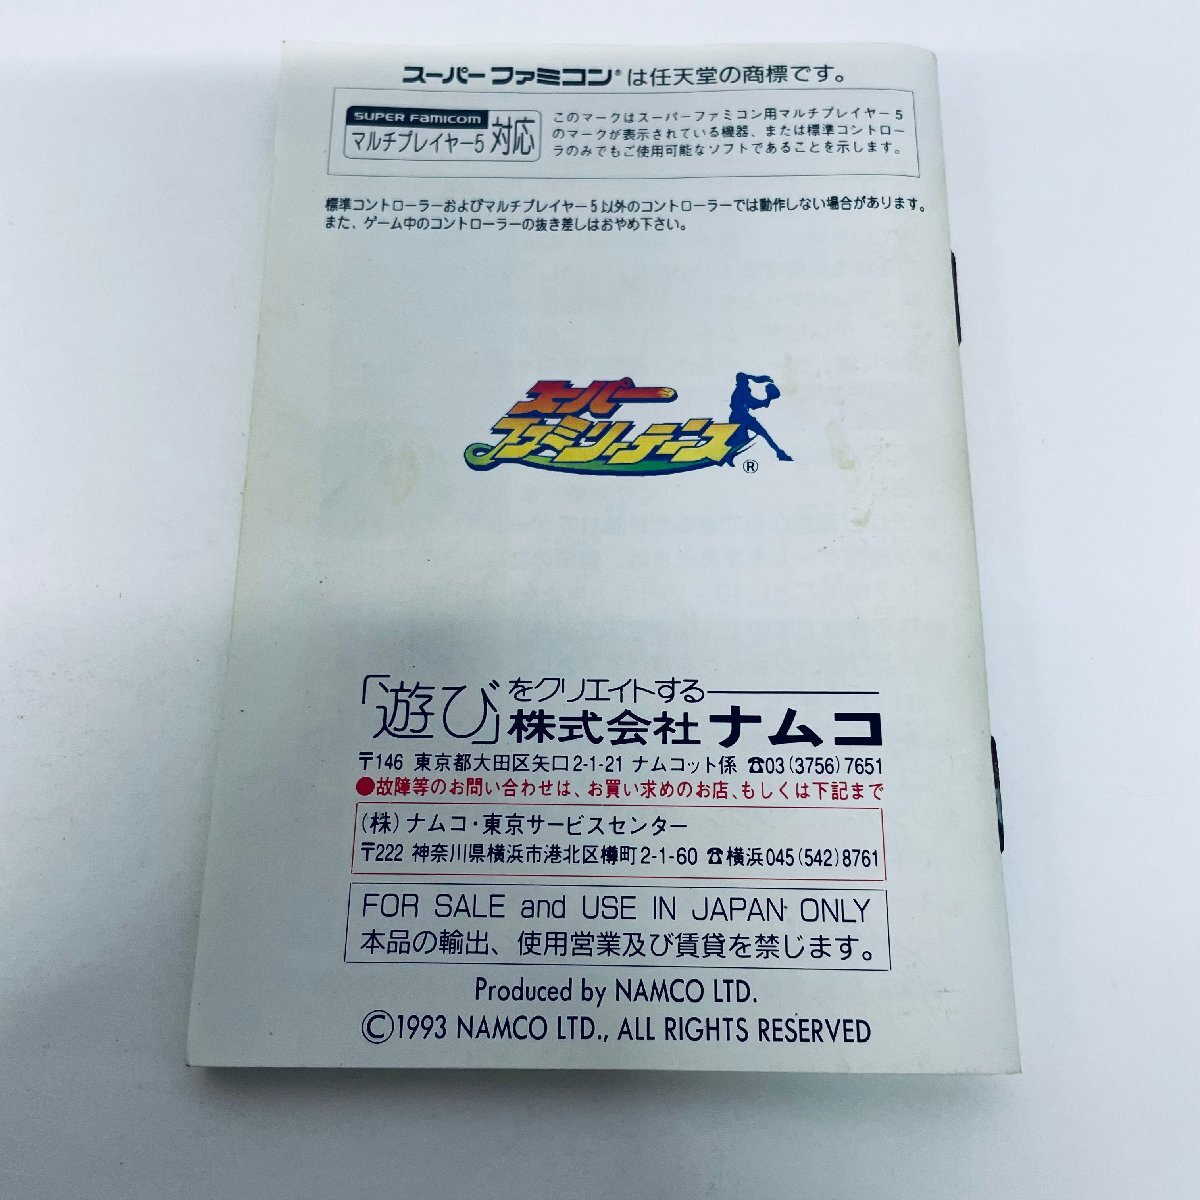 スーパーファミコン®は任天堂の商標です。
SUPER FAMICOM
マルチプレイヤー5 対応
このマークはスーパーファミコン用マルチプレイヤー5
のマークが表示されている機器、または標準コントロー
ラのみでもご使用可能なソフトであることを示します。
標準コントローラーおよびマルチプレイヤー5以外のコントローラーでは動作しない場合があります。
また、ゲーム中のコントローラーの抜き差しはおやめ下さい。
スーパー
ファミリーテニス®
「遊び」をクリエイトする
株式会社ナムコ
〒146 東京都大田区矢口2-1-21 ナムコット係 ☎03(3756)7651
●故障等のお問い合わせは、お買い求めのお店、もしくは下記まで
(株)ナムコ・東京サービスセンター
〒222 神奈川県横浜市港北区樽町2-1-60 ☎横浜045(542)8761
FOR SALE and USE IN JAPAN ONLY
本品の輸出、使用営業及び賃貸を禁じます。
Produced by NAMCO LTD.
©1993 NAMCO LTD., ALL RIGHTS RESERVED